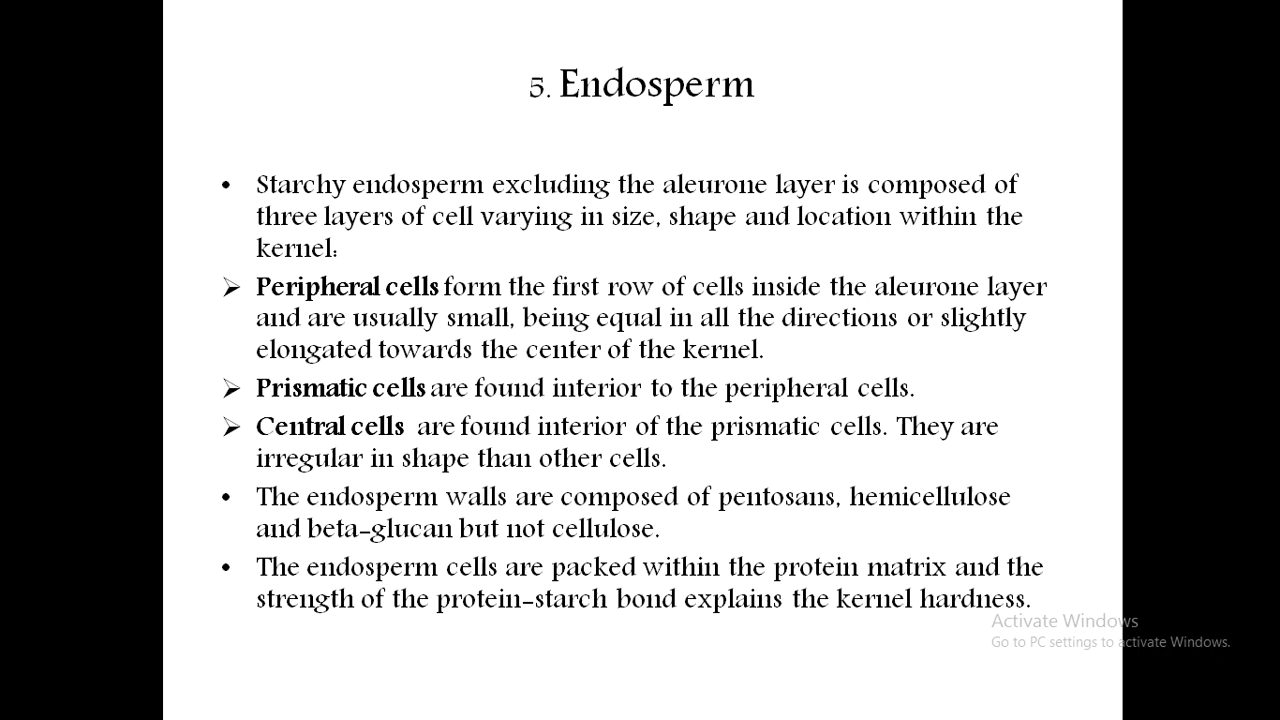 5. Endosperm
• Starchy endosperm excluding the aleurone layer is composed of
three layers of cell varying in size, shape and location within the
kernel:
➢ Peripheral cells form the first row of cells inside the aleurone layer
and are usually small, being equal in all the directions or slightly
elongated towards the center of the kernel.
➢ Prismatic cells are found interior to the peripheral cells.
➢ Central cells are found interior of the prismatic cells. They are
irregular in shape than other cells.
• The endosperm walls are composed of pentosans, hemicellulose
and beta-glucan but not cellulose.
• The endosperm cells are packed within the protein matrix and the
strength of the protein-starch bond explains the kernel hardness.
Activate Windows
Go to PC settings to activate Windows.